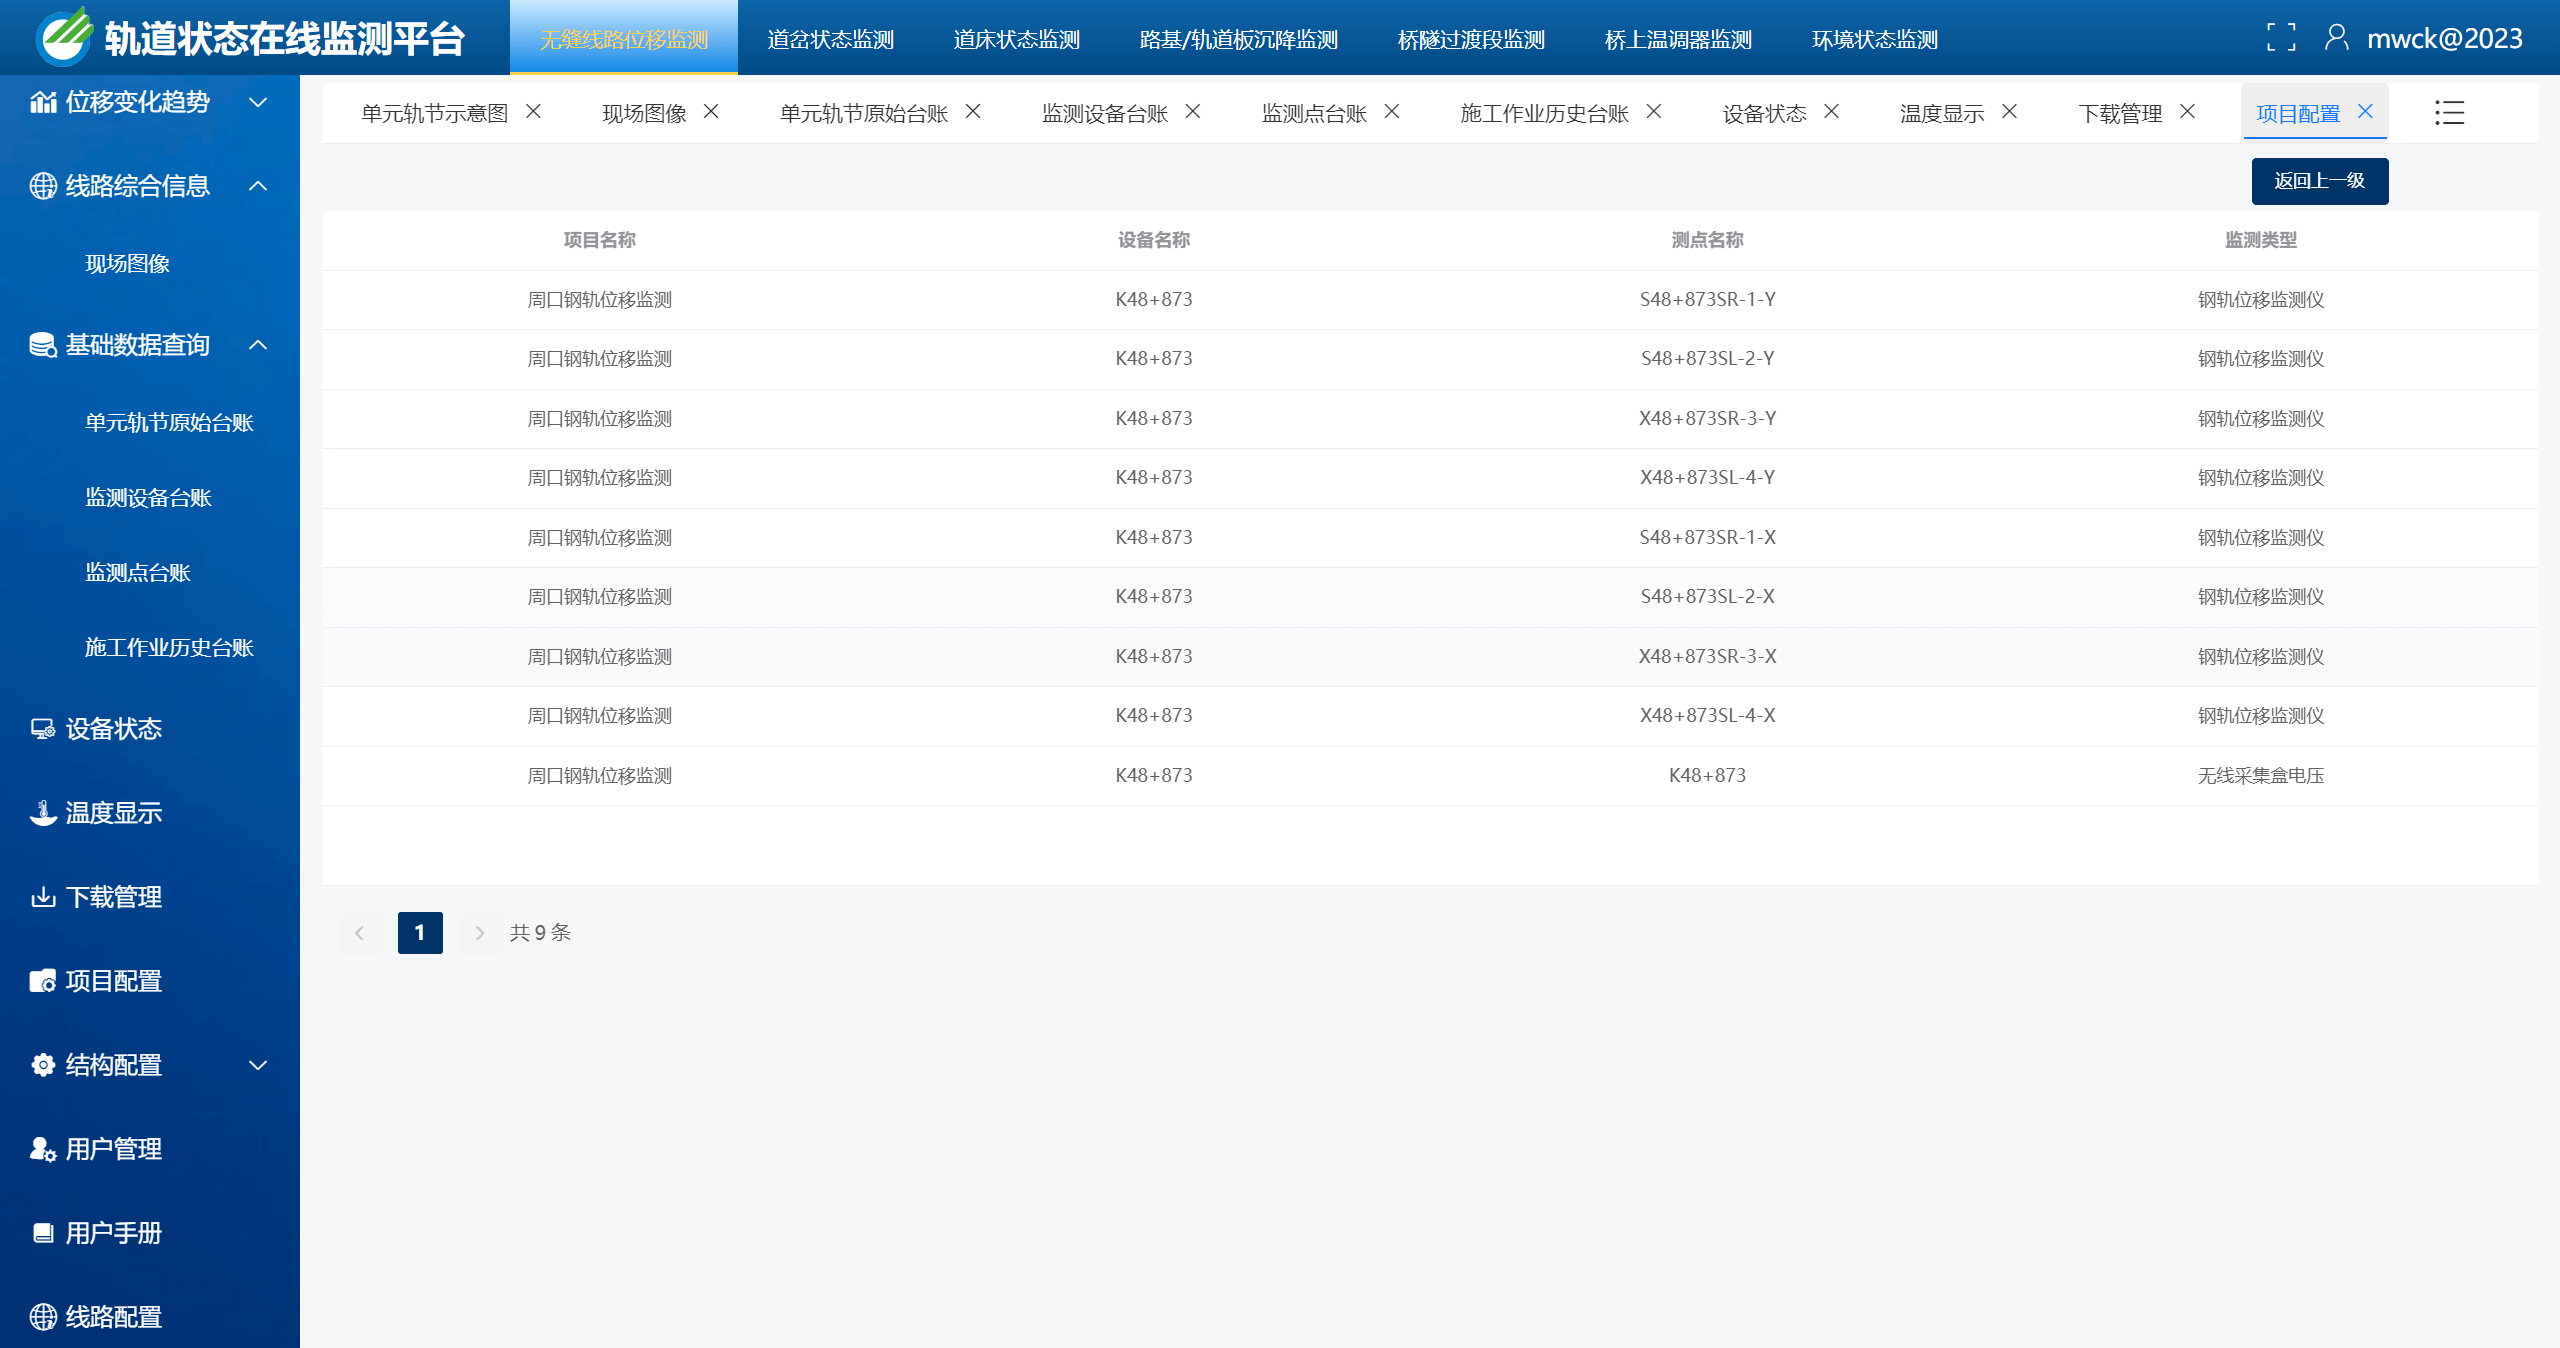 轨道状态在线监测平台 无缝线路位移监测 道岔状态监测 道床状态监测 路基/轨道板沉降监测 桥隧过渡段监测 桥上温调器监测 环境状态监测 mwck@2023
位移变化趋势
线路综合信息
现场图像
基础数据查询
单元轨节原始台账
监测设备台账
监测点台账
施工作业历史台账
设备状态
温度显示
下载管理
项目配置
结构配置
用户管理
用户手册
线路配置
单元轨节示意图 现场图像 单元轨节原始台账 监测设备台账 监测点台账 施工作业历史台账 设备状态 温度显示 下载管理 项目配置
返回上一级
项目名称 设备名称 测点名称 监测类型
周口钢轨位移监测 K48+873 S48+873SR-1-Y 钢轨位移监测仪
周口钢轨位移监测 K48+873 S48+873SL-2-Y 钢轨位移监测仪
周口钢轨位移监测 K48+873 X48+873SR-3-Y 钢轨位移监测仪
周口钢轨位移监测 K48+873 X48+873SL-4-Y 钢轨位移监测仪
周口钢轨位移监测 K48+873 S48+873SR-1-X 钢轨位移监测仪
周口钢轨位移监测 K48+873 S48+873SL-2-X 钢轨位移监测仪
周口钢轨位移监测 K48+873 X48+873SR-3-X 钢轨位移监测仪
周口钢轨位移监测 K48+873 X48+873SL-4-X 钢轨位移监测仪
周口钢轨位移监测 K48+873 K48+873 无线采集盒电压
1 共 9 条